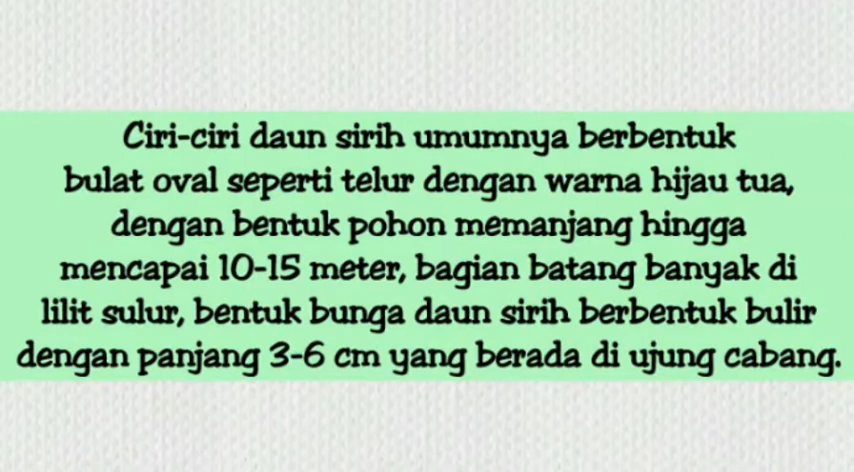 Ciri-ciri daun sirih umumnya berbentuk
bulat oval seperti telur dengan warna hijau tua,
dengan bentuk pohon memanjang hingga
mencapai 10-15 meter, bagian batang banyak di
lilit sulur, bentuk bunga daun sirih berbentuk bulir
dengan panjang 3-6 cm yang berada di ujung cabang.